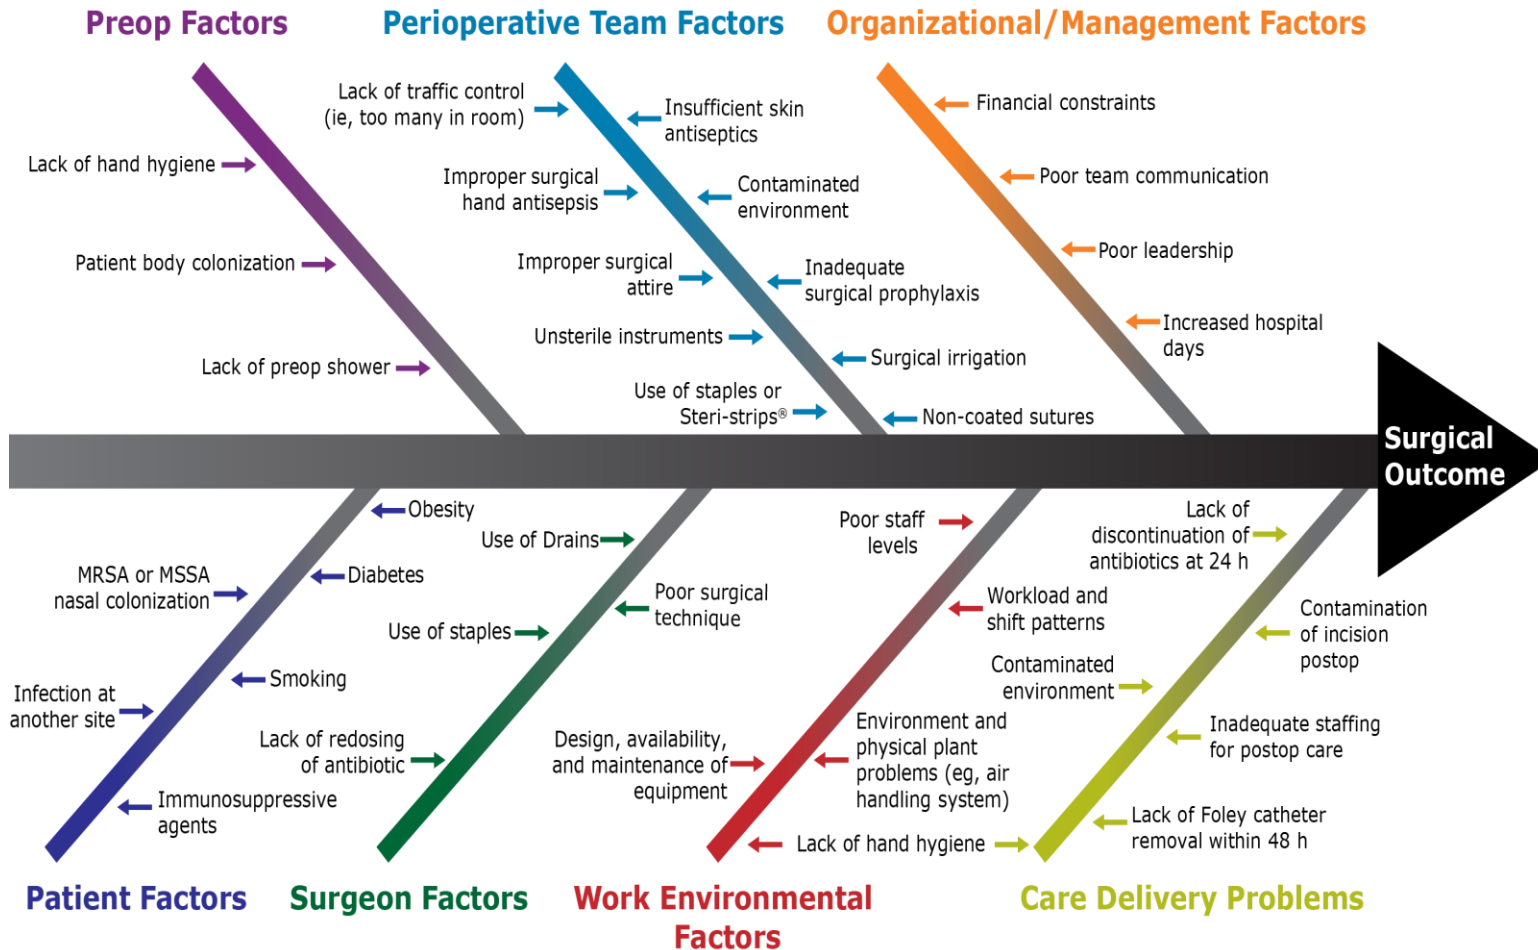 Preop Factors
Perioperative Team Factors
Organizational/Management Factors
Lack of hand hygiene
Patient body colonization
Lack of preop shower
Lack of traffic control
(ie, too many in room)
Improper surgical
hand antisepsis
Improper surgical
attire
Unsterile instruments
Use of staples or
Steri-strips®
Insufficient skin
antiseptics
Contaminated
environment
Inadequate
surgical prophylaxis
Surgical irrigation
Non-coated sutures
Financial constraints
Poor team communication
Poor leadership
Increased hospital
days
Surgical
Outcome
MRSA or MSSA
nasal colonization
Infection at
another site
Obesity
Diabetes
Smoking
Immunosuppressive
agents
Use of Drains
Use of staples
Lack of redosing
of antibiotic
Poor surgical
technique
Poor staff
levels
Design, availability,
and maintenance of
equipment
Workload and
shift patterns
Environment and
physical plant
problems (eg, air
handling system)
Lack of hand hygiene
Lack of
discontinuation of
antibiotics at 24 h
Contaminated
environment
Contamination
of incision
postop
Inadequate staffing
for postop care
Lack of Foley catheter
removal within 48 h
Patient Factors
Surgeon Factors
Work Environmental
Factors
Care Delivery Problems